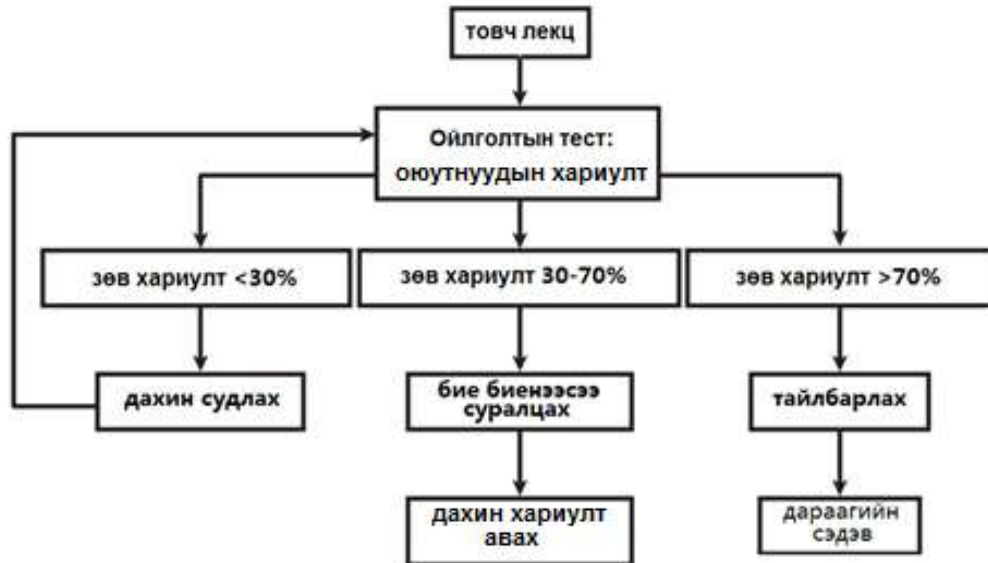 товч лекц
Ойлголтын тест:
оюутнуудын хариулт
зөв хариулт <30%
зөв хариулт 30-70%
зөв хариулт >70%
дахин судлах
бие биенээсээ
суралцах
тайлбарлах
дахин хариулт
авах
дараагийн
сэдэв